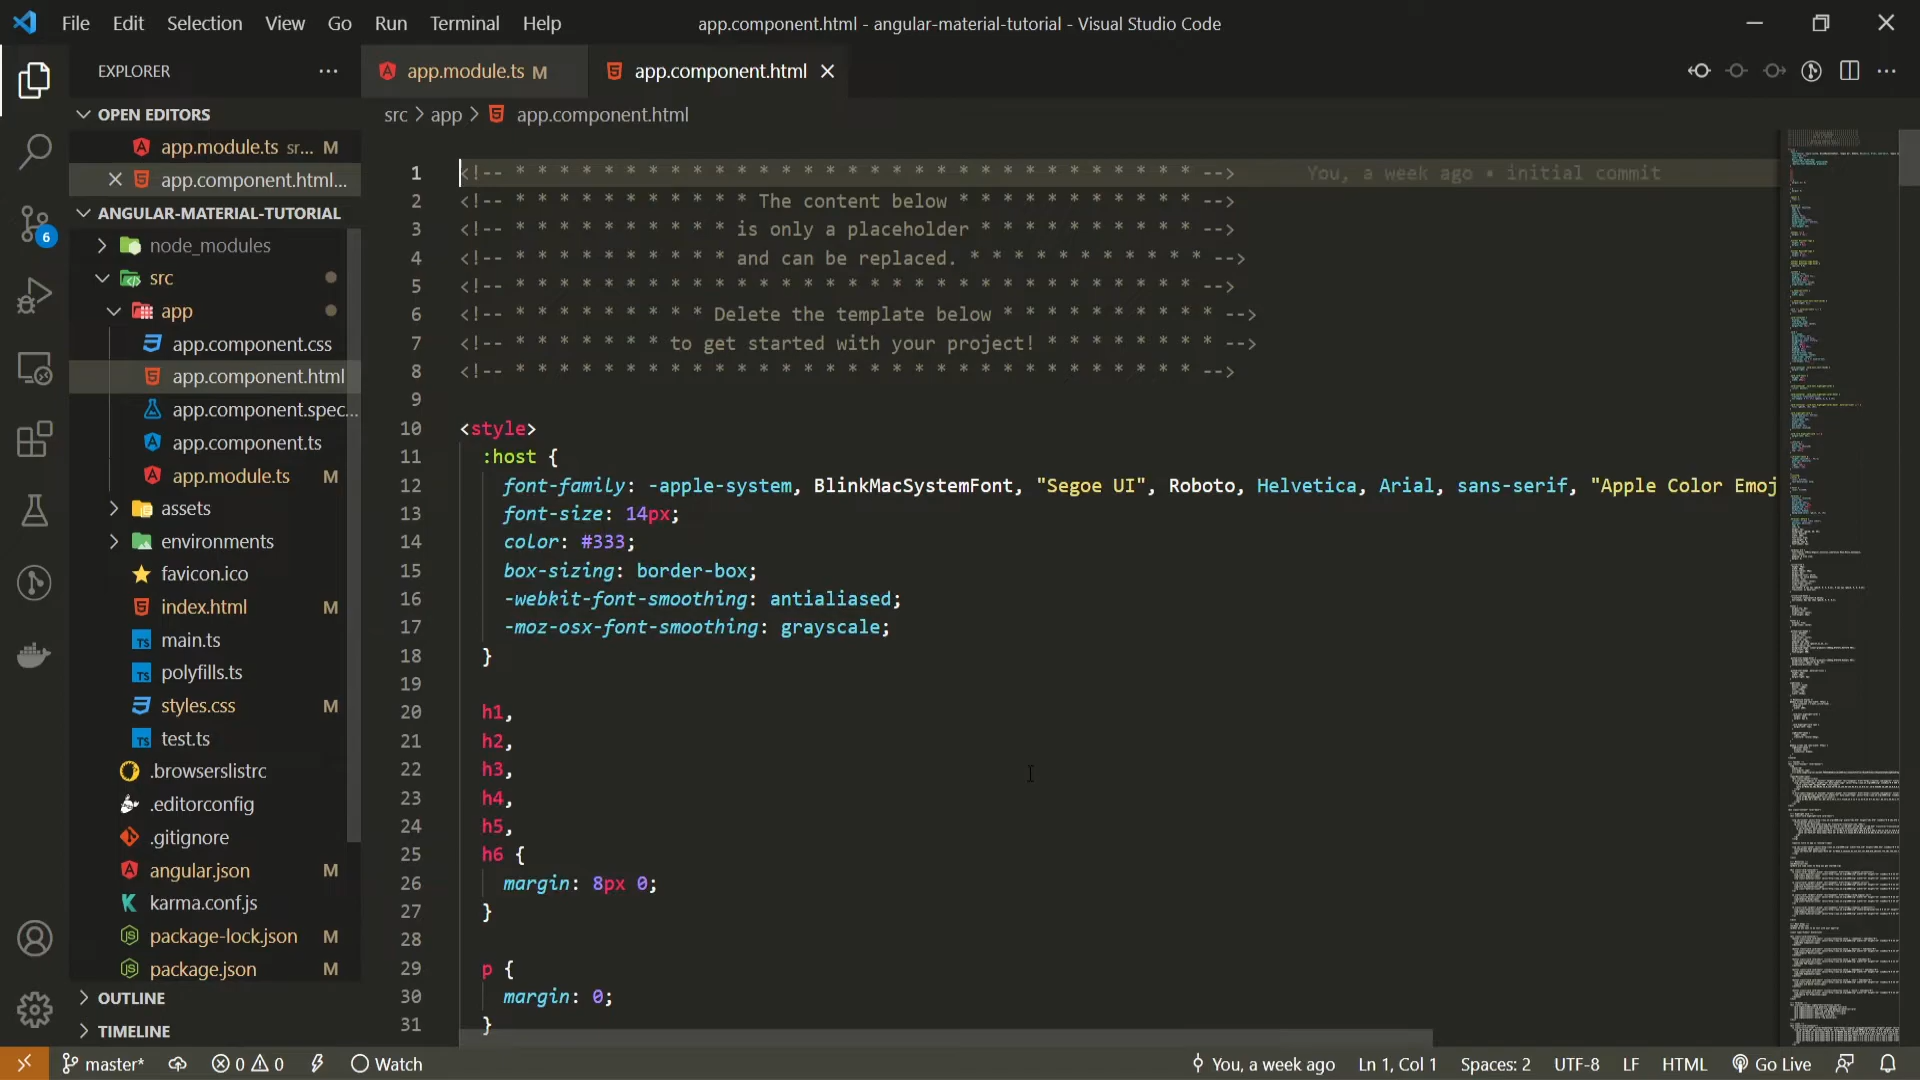 File Edit Selection View Go Run Terminal Help app.component.html - angular-material-tutorial - Visual Studio Code
EXPLORER
OPEN EDITORS
app.module.ts sr... M
app.component.html...
ANGULAR-MATERIAL-TUTORIAL
node_modules
src
app
app.component.css
app.component.html
app.component.spec...
app.component.ts
app.module.ts M
assets
environments
favicon.ico
index.html M
main.ts
polyfills.ts
styles.css M
test.ts
.browserslistrc
.editorconfig
.gitignore
angular.json M
karma.conf.js
package-lock.json M
package.json M
OUTLINE
TIMELINE
6
app.module.ts M app.component.html
src > app > app.component.html
1 <!-- * * * * * * * * * * * * * * * * * * * * * * * * * * * * * * * --> You, a week ago • initial commit
2 <!-- * * * * * * * * * * * The content below * * * * * * * * * * * -->
3 <!-- * * * * * * * * * * is only a placeholder * * * * * * * * * * -->
4 <!-- * * * * * * * * * * and can be replaced. * * * * * * * * * * * -->
5 <!-- * * * * * * * * * * * * * * * * * * * * * * * * * * * * * * * -->
6 <!-- * * * * * * * * * Delete the template below * * * * * * * * * * -->
7 <!-- * * * * * * * to get started with your project! * * * * * * * * -->
8 <!-- * * * * * * * * * * * * * * * * * * * * * * * * * * * * * * * -->
9
10 <style>
11 :host {
12 font-family: -apple-system, BlinkMacSystemFont, "Segoe UI", Roboto, Helvetica, Arial, sans-serif, "Apple Color Emoj
13 font-size: 14px;
14 color: #333;
15 box-sizing: border-box;
16 -webkit-font-smoothing: antialiased;
17 -moz-osx-font-smoothing: grayscale;
18 }
19
20 h1,
21 h2,
22 h3,
23 h4,
24 h5,
25 h6 {
26 margin: 8px 0;
27 }
28
29 p {
30 margin: 0;
31 }
master* 0 0 Watch You, a week ago Ln 1, Col 1 Spaces: 2 UTF-8 LF HTML Go Live